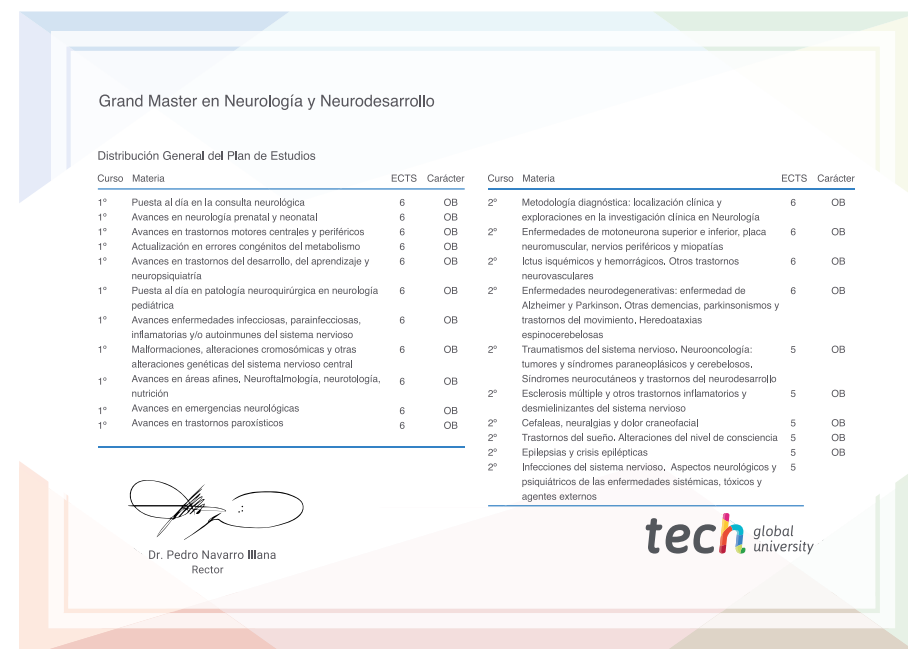 Grand Master en Neurología y Neurodesarrollo
Distribución General del Plan de Estudios
Curso Materia ECTS Carácter
1º Puesta al día en la consulta neurológica 6 OB
1º Avances en neurología prenatal y neonatal 6 OB
1º Avances en trastornos motores centrales y periféricos 6 OB
1º Actualización en errores congénitos del metabolismo 6 OB
1º Avances en trastornos del desarrollo, del aprendizaje y 6 OB
neuropsiquiatría
1º Puesta al día en patología neuroquirúrgica en neurología 6 OB
pediátrica
1º Avances enfermedades infecciosas, parainfecciosas, 6 OB
inflamatorias y/o autoinmunes del sistema nervioso
1º Malformaciones, alteraciones cromosómicas y otras 6 OB
alteraciones genéticas del sistema nervioso central
1º Avances en áreas afines, Neuroftalmología, neurotología, 6 OB
nutrición
1º Avances en emergencias neurológicas 6 OB
1º Avances en trastornos paroxísticos 6 OB
Curso Materia ECTS Carácter
2º Metodología diagnóstica: localización clínica y 6 OB
exploraciones en la investigación clínica en Neurología
2º Enfermedades de motoneurona superior e inferior, placa 6 OB
neuromuscular, nervios periféricos y miopatías
2º Ictus isquémicos y hemorrágicos. Otros trastornos 6 OB
neurovasculares
2º Enfermedades neurodegenerativas: enfermedad de 6 OB
Alzheimer y Parkinson. Otras demencias, parkinsonismos y
trastornos del movimiento. Heredoataxias
espinocerebelosas
2º Traumatismos del sistema nervioso. Neurooncología: 5 OB
tumores y síndromes paraneoplásicos y cerebelosos.
Síndromes neurocutáneos y trastornos del neurodesarrollo
2º Esclerosis múltiple y otros trastornos inflamatorios y 5 OB
desmielinizantes del sistema nervioso
2º Cefaleas, neuralgias y dolor craneofacial 5 OB
2º Trastornos del sueño. Alteraciones del nivel de consciencia 5 OB
2º Epilepsias y crisis epilépticas 5 OB
2º Infecciones del sistema nervioso. Aspectos neurológicos y 5
psiquiátricos de las enfermedades sistémicas, tóxicos y
agentes externos
Dr. Pedro Navarro Illana
Rector
tech global
university